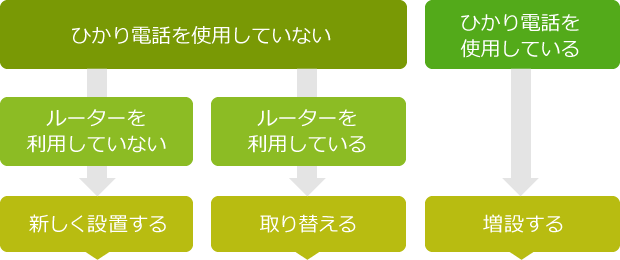 ひかり電話を使用していない
ひかり電話を
使用している
ルーターを
利用していない
ルーターを
利用している
新しく設置する
取り替える
増設する